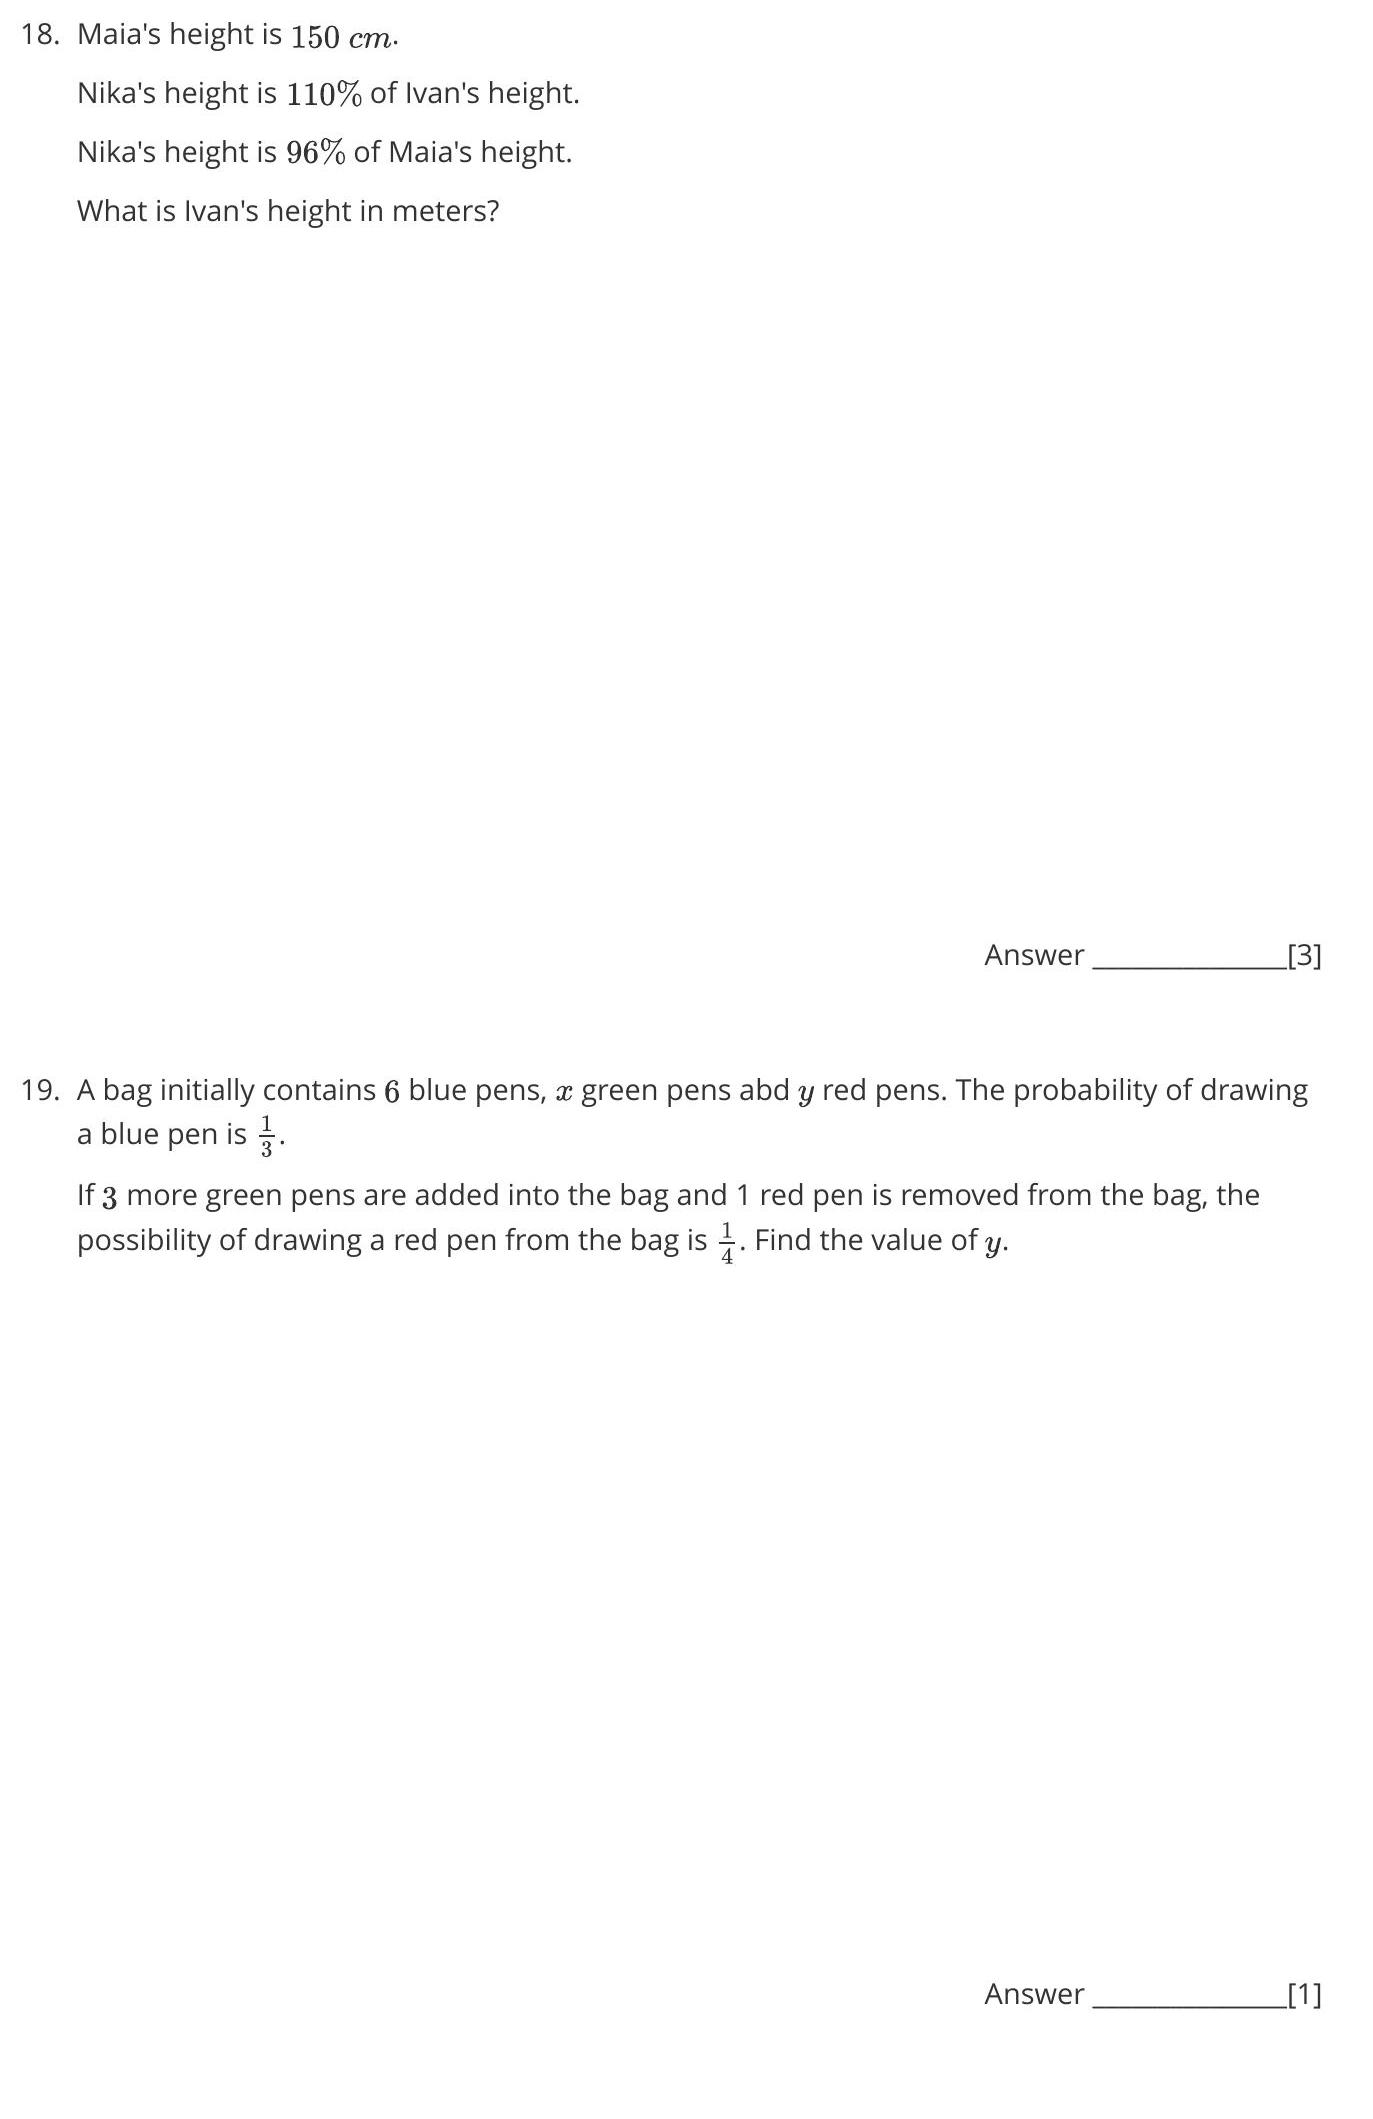 18. Maia's height is 150 cm.
Nika's height is 110% of Ivan's height.
Nika's height is 96% of Maia's height.
What is Ivan's height in meters?
Answer ____________[3]
19. A bag initially contains 6 blue pens, x green pens abd y red pens. The probability of drawing
a blue pen is 1/3.
If 3 more green pens are added into the bag and 1 red pen is removed from the bag, the
possibility of drawing a red pen from the bag is 1/4. Find the value of y.
Answer ____________[1]